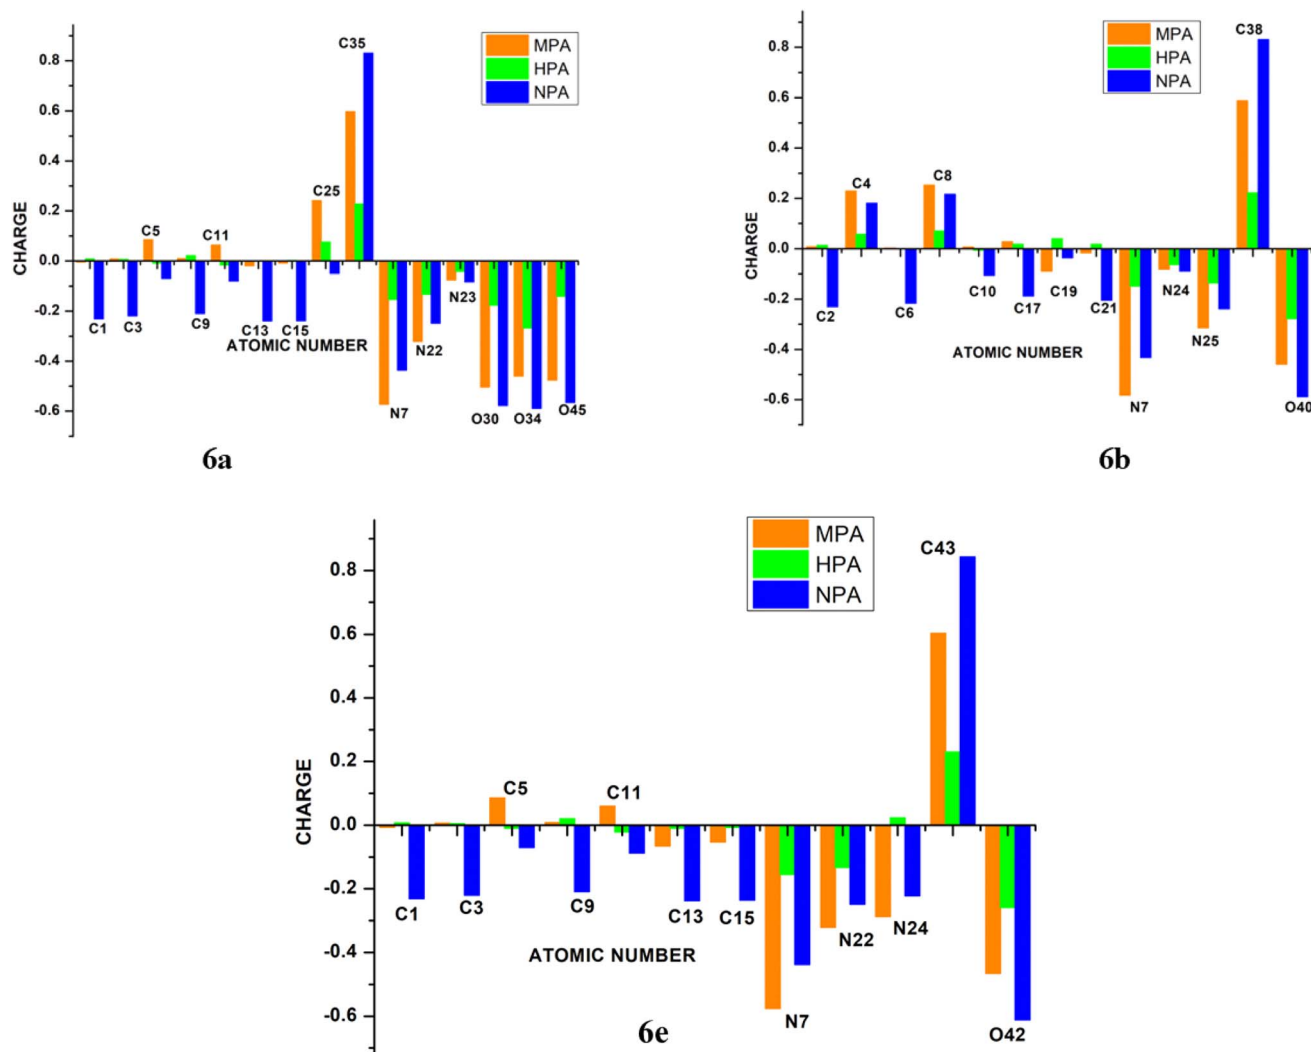 C35
MPA
HPA
NPA
0.8
0.6
0.4
0.2
0.0
-0.2
-0.4
-0.6
CHARGE
C5
C11
C25
C1
C3
C9
C13
C15
N23
N22
ATOMIC NUMBER
N7
O30
O34
O45
6a
C38
MPA
HPA
NPA
0.8
0.6
0.4
0.2
0.0
-0.2
-0.4
-0.6
CHARGE
C4
C8
C2
C6
C10
C17
C19
C21
N24
N25
ATOMIC NUMBER
N7
O40
6b
MPA
HPA
NPA
C43
0.8
0.6
0.4
0.2
0.0
-0.2
-0.4
-0.6
CHARGE
C5
C11
C1
C3
C9
C13
C15
N22
N24
ATOMIC NUMBER
N7
O42
6e